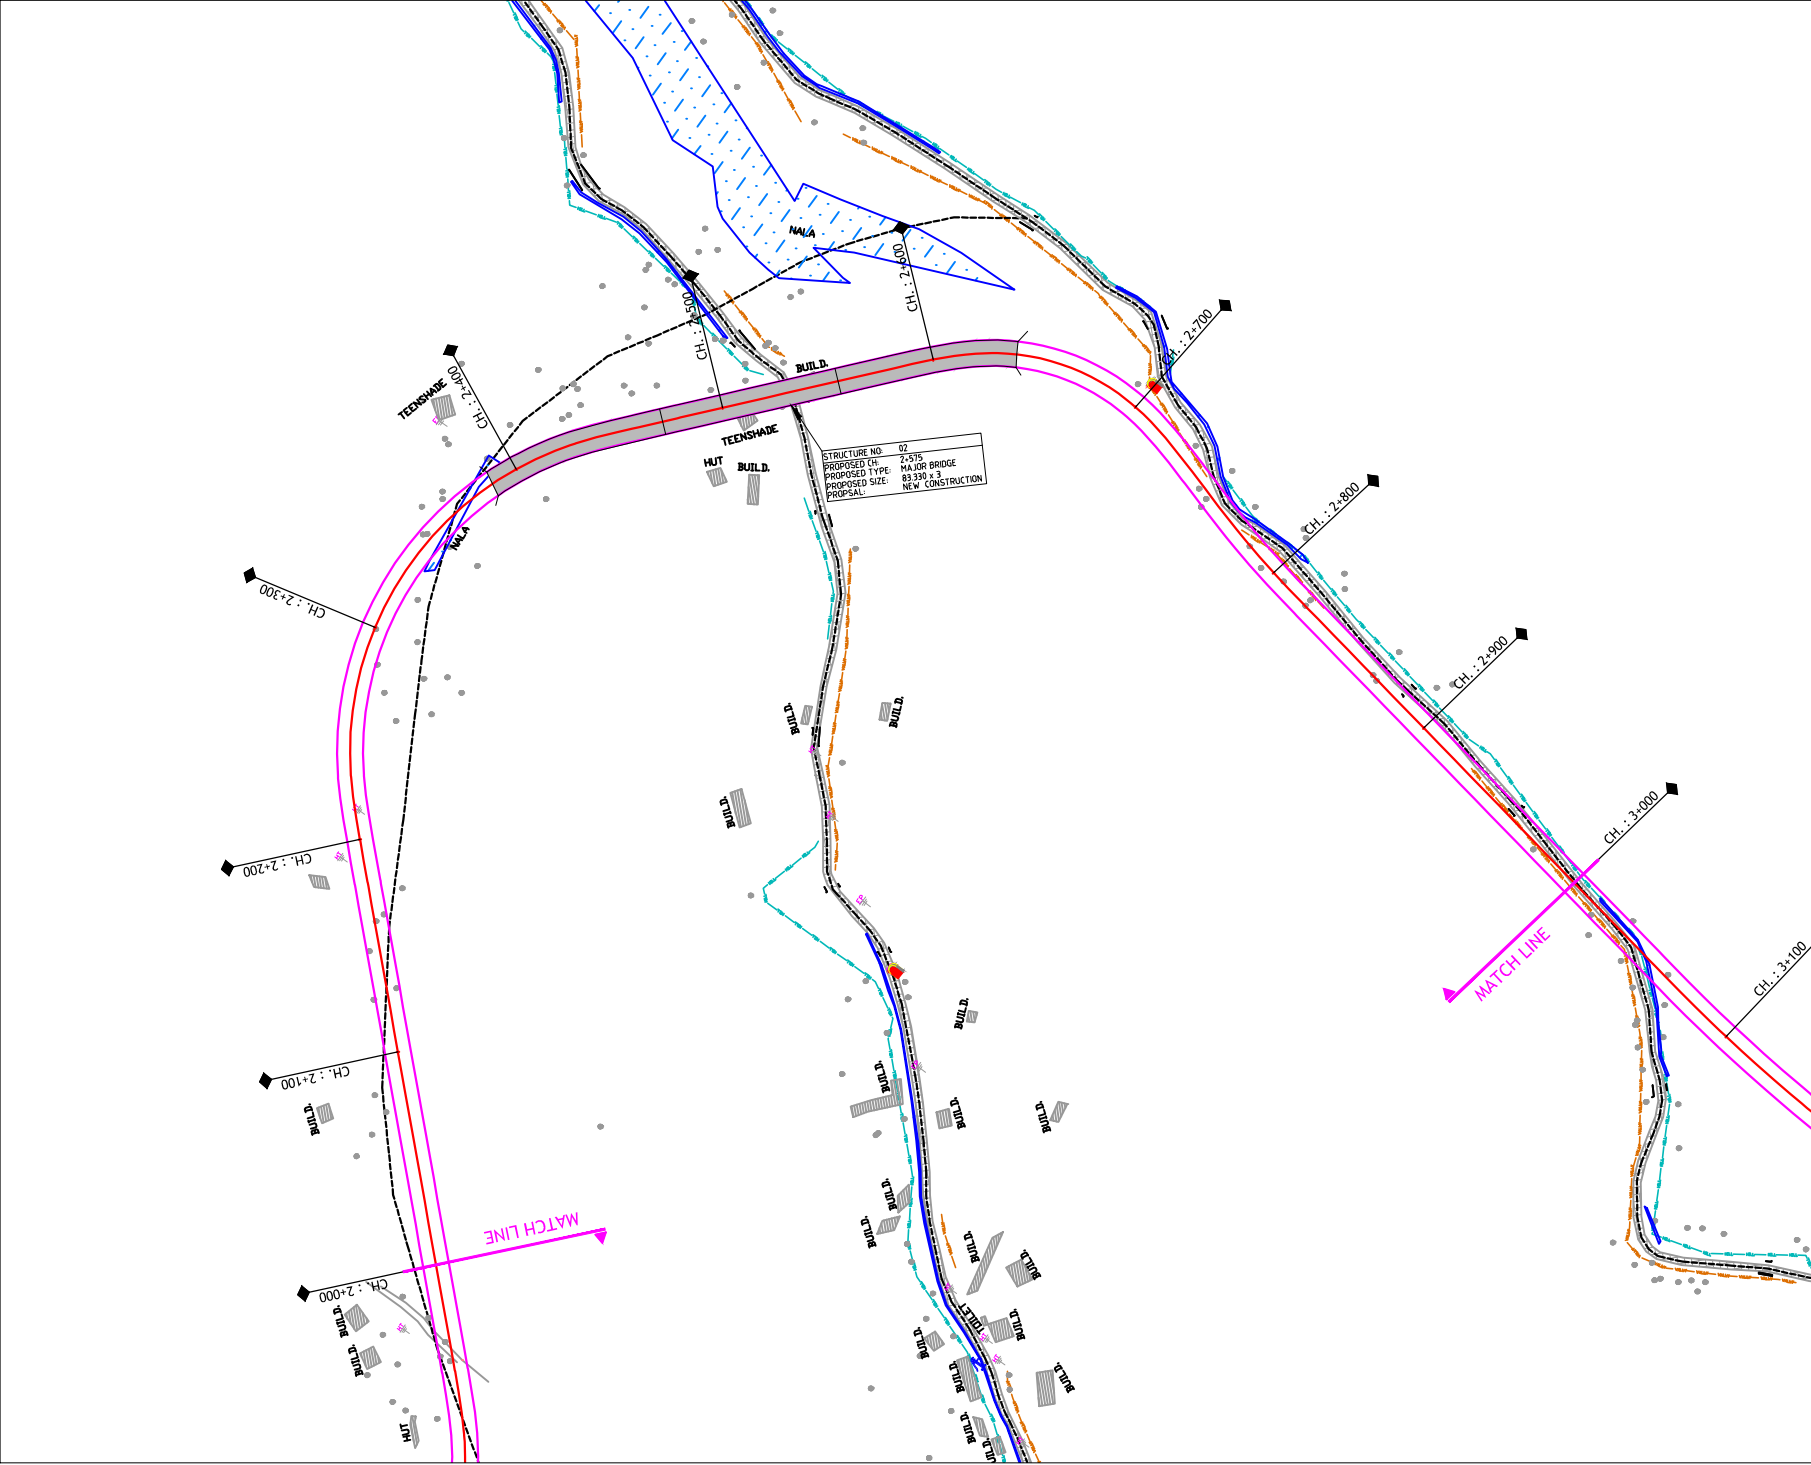 NALA
CH. : 2+600
CH. : 2+500
CH. : 2+700
CH. : 2+400
TEENSHADE
BUILD.
TEENSHADE
HUT
BUILD.
STRUCTURE NO: 02
PROPOSED CH: 2+575
PROPOSED TYPE: MAJOR BRIDGE
PROPOSED SIZE: 83.330 x 3
PROPSAL: NEW CONSTRUCTION
CH. : 2+800
NALA
CH. : 2+300
CH. : 2+900
BUILD.
BUILD.
BUILD.
CH. : 3+000
CH. : 2+200
EP
MATCH LINE
CH. : 3+100
BUILD.
CH. : 2+100
BUILD.
BUILD.
BUILD.
BUILD.
BUILD.
BUILD.
MATCH LINE
BUILD.
BUILD.
CH. : 2+000
BUILD.
TOILET
BUILD.
BUILD.
BUILD.
BUILD.
BUILD.
HUT
BUILD.
UILD.